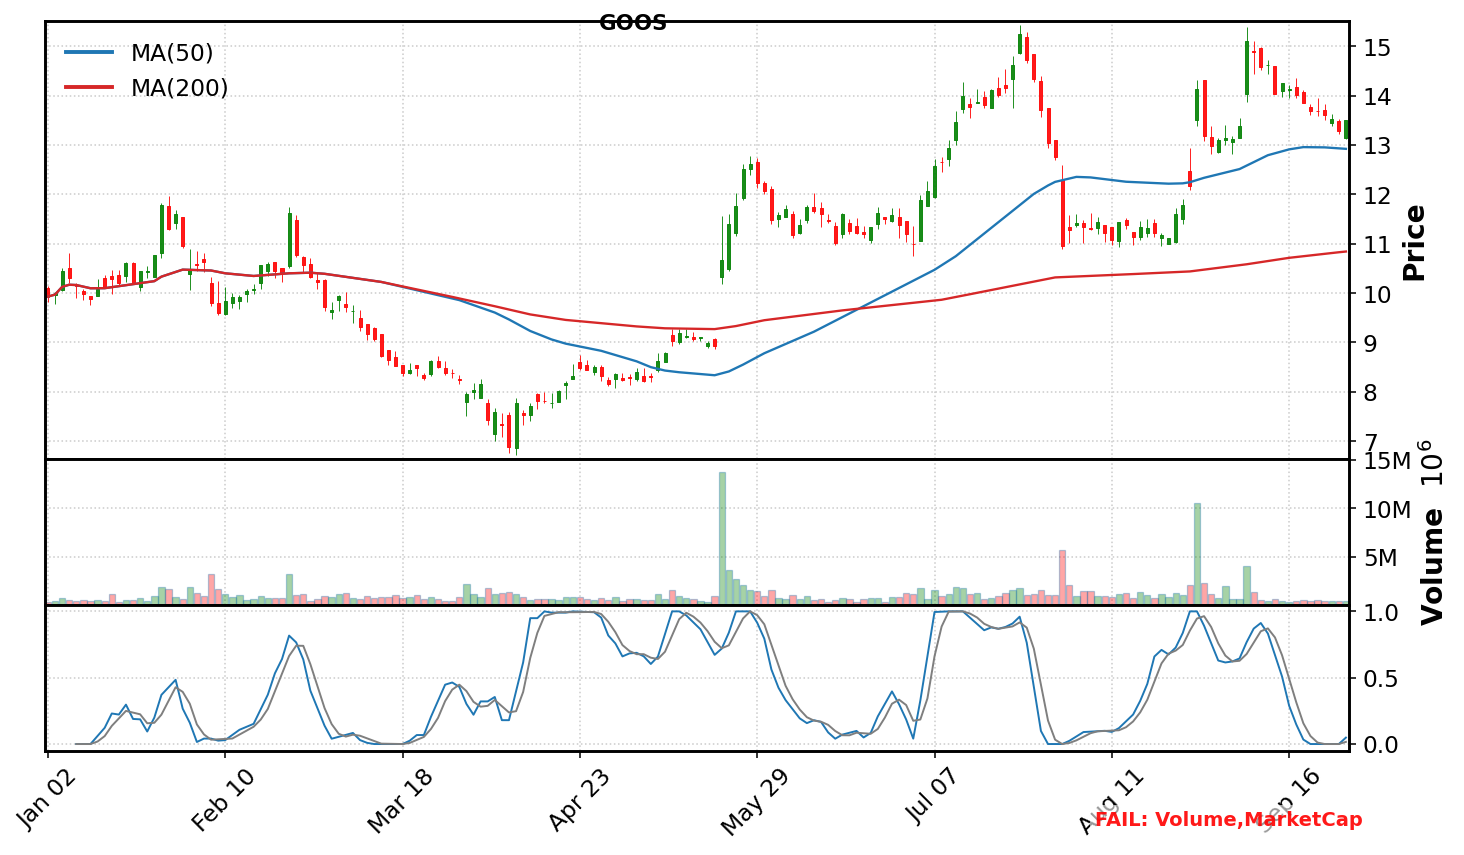 GOOS
MA(50)
MA(200)
15
14
13
12
11
10
9
8
7
Price
15M
10M
5M
Volume 10^6
1.0
0.5
0.0
Jan 02
Feb 10
Mar 18
Apr 23
May 29
Jul 07
Aug 11
Sep 16
FAIL: Volume,MarketCap